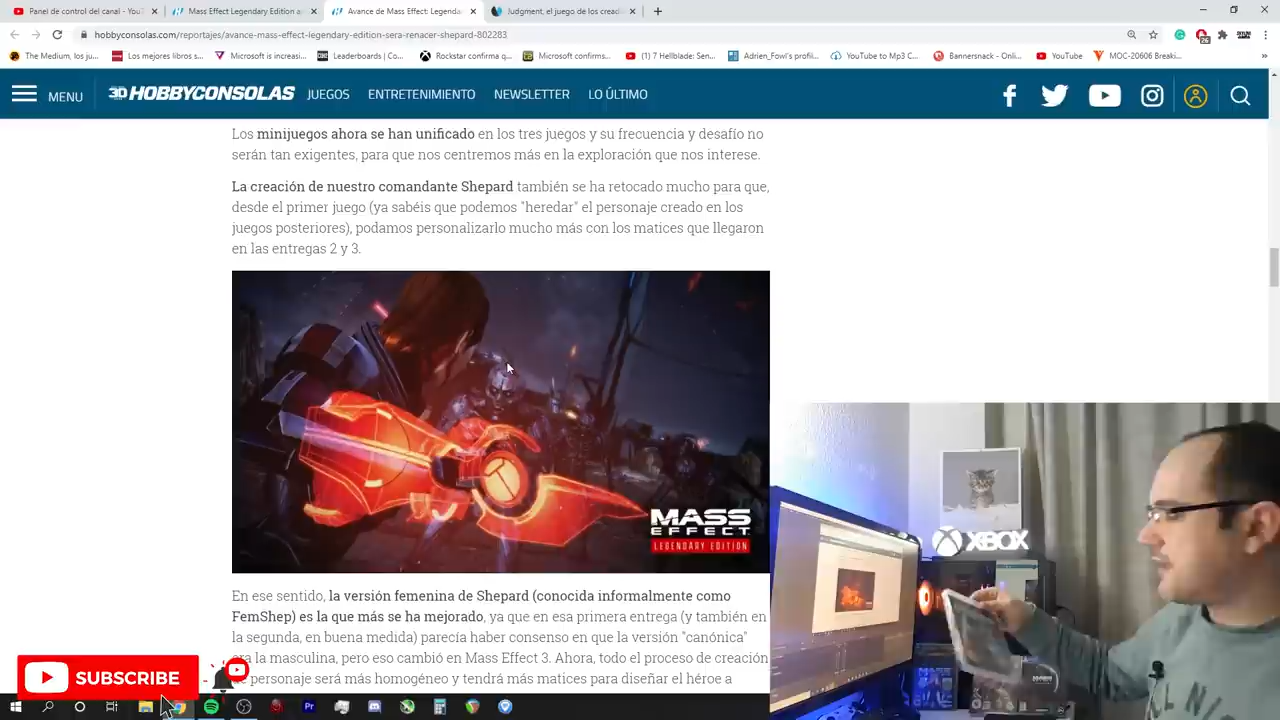 Panel de control del canal - YouT
Mass Effect Legendary Edition aj
Avance de Mass Effect: Legendar
Judgment, el juego de los cread
hobbyconsolas.com/reportajes/avance-mass-effect-legendary-edition-sera-renacer-shepard-802283
The Medium, los mejo
Los mejores libros s...
Microsoft is increasi...
Leaderboards | Co...
Rockstar confirma q...
Microsoft confirms...
(1) 7 Hellblade: Sen...
Adrien_Fowl's profil...
YouTube to Mp3 C...
Bannersnack - Onli...
YouTube
MOC-20606 Breaki...
MENU
HOBBYCONSOLAS
JUEGOS
ENTRETENIMIENTO
NEWSLETTER
LO ÚLTIMO
Los minijuegos ahora se han unificado en los tres juegos y su frecuencia y desafío no
serán tan exigentes, para que nos centremos más en la exploración que nos interese.
La creación de nuestro comandante Shepard también se ha retocado mucho para que,
desde el primer juego (ya sabéis que podemos "heredar" el personaje creado en los
juegos posteriores), podamos personalizarlo mucho más con los matices que llegaron
en las entregas 2 y 3.
MASS
EFFECT
LEGENDARY EDITION
XBOX
En ese sentido, la versión femenina de Shepard (conocida informalmente como
FemShep) es la que más se ha mejorado, ya que en esa primera entrega (y también en
la segunda, en buena medida) parecía haber consenso en que la versión "canónica"
la masculina, pero eso cambió en Mass Effect 3. Ahora, todo el proceso de creación
personaje será más homogéneo y tendrá más matices para diseñar el héroe a
SUBSCRIBE